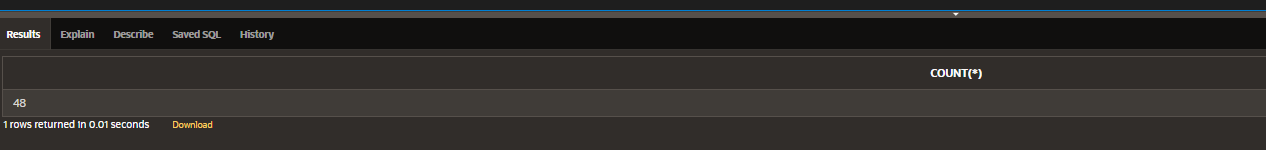 Results Explain Describe Saved SQL History
COUNT(*)
48
1 rows returned in 0.01 seconds Download